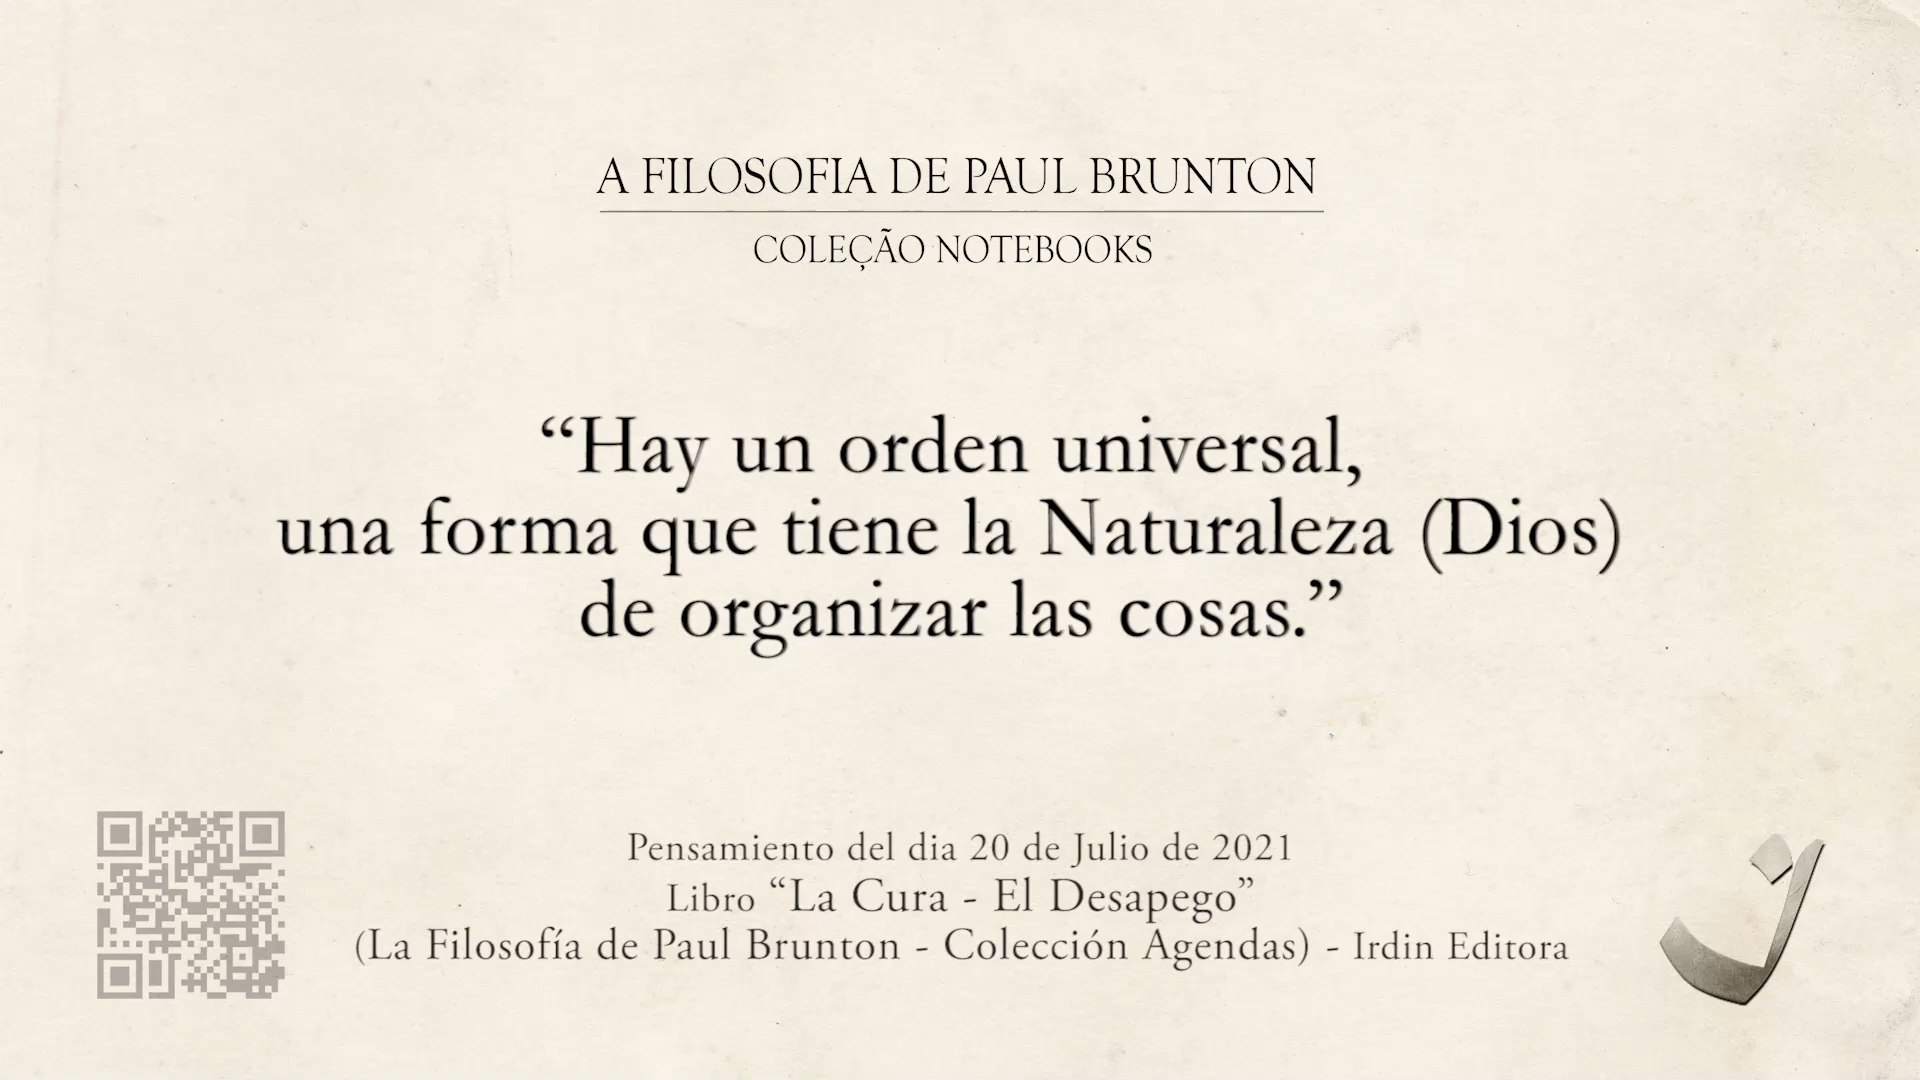 A FILOSOFIA DE PAUL BRUNTON
COLEÇÃO NOTEBOOKS
“Hay un orden universal,
una forma que tiene la Naturaleza (Dios)
de organizar las cosas.”
Pensamiento del dia 20 de Julio de 2021
Libro “La Cura - El Desapego”
(La Filosofía de Paul Brunton - Colección Agendas) - Irdin Editora